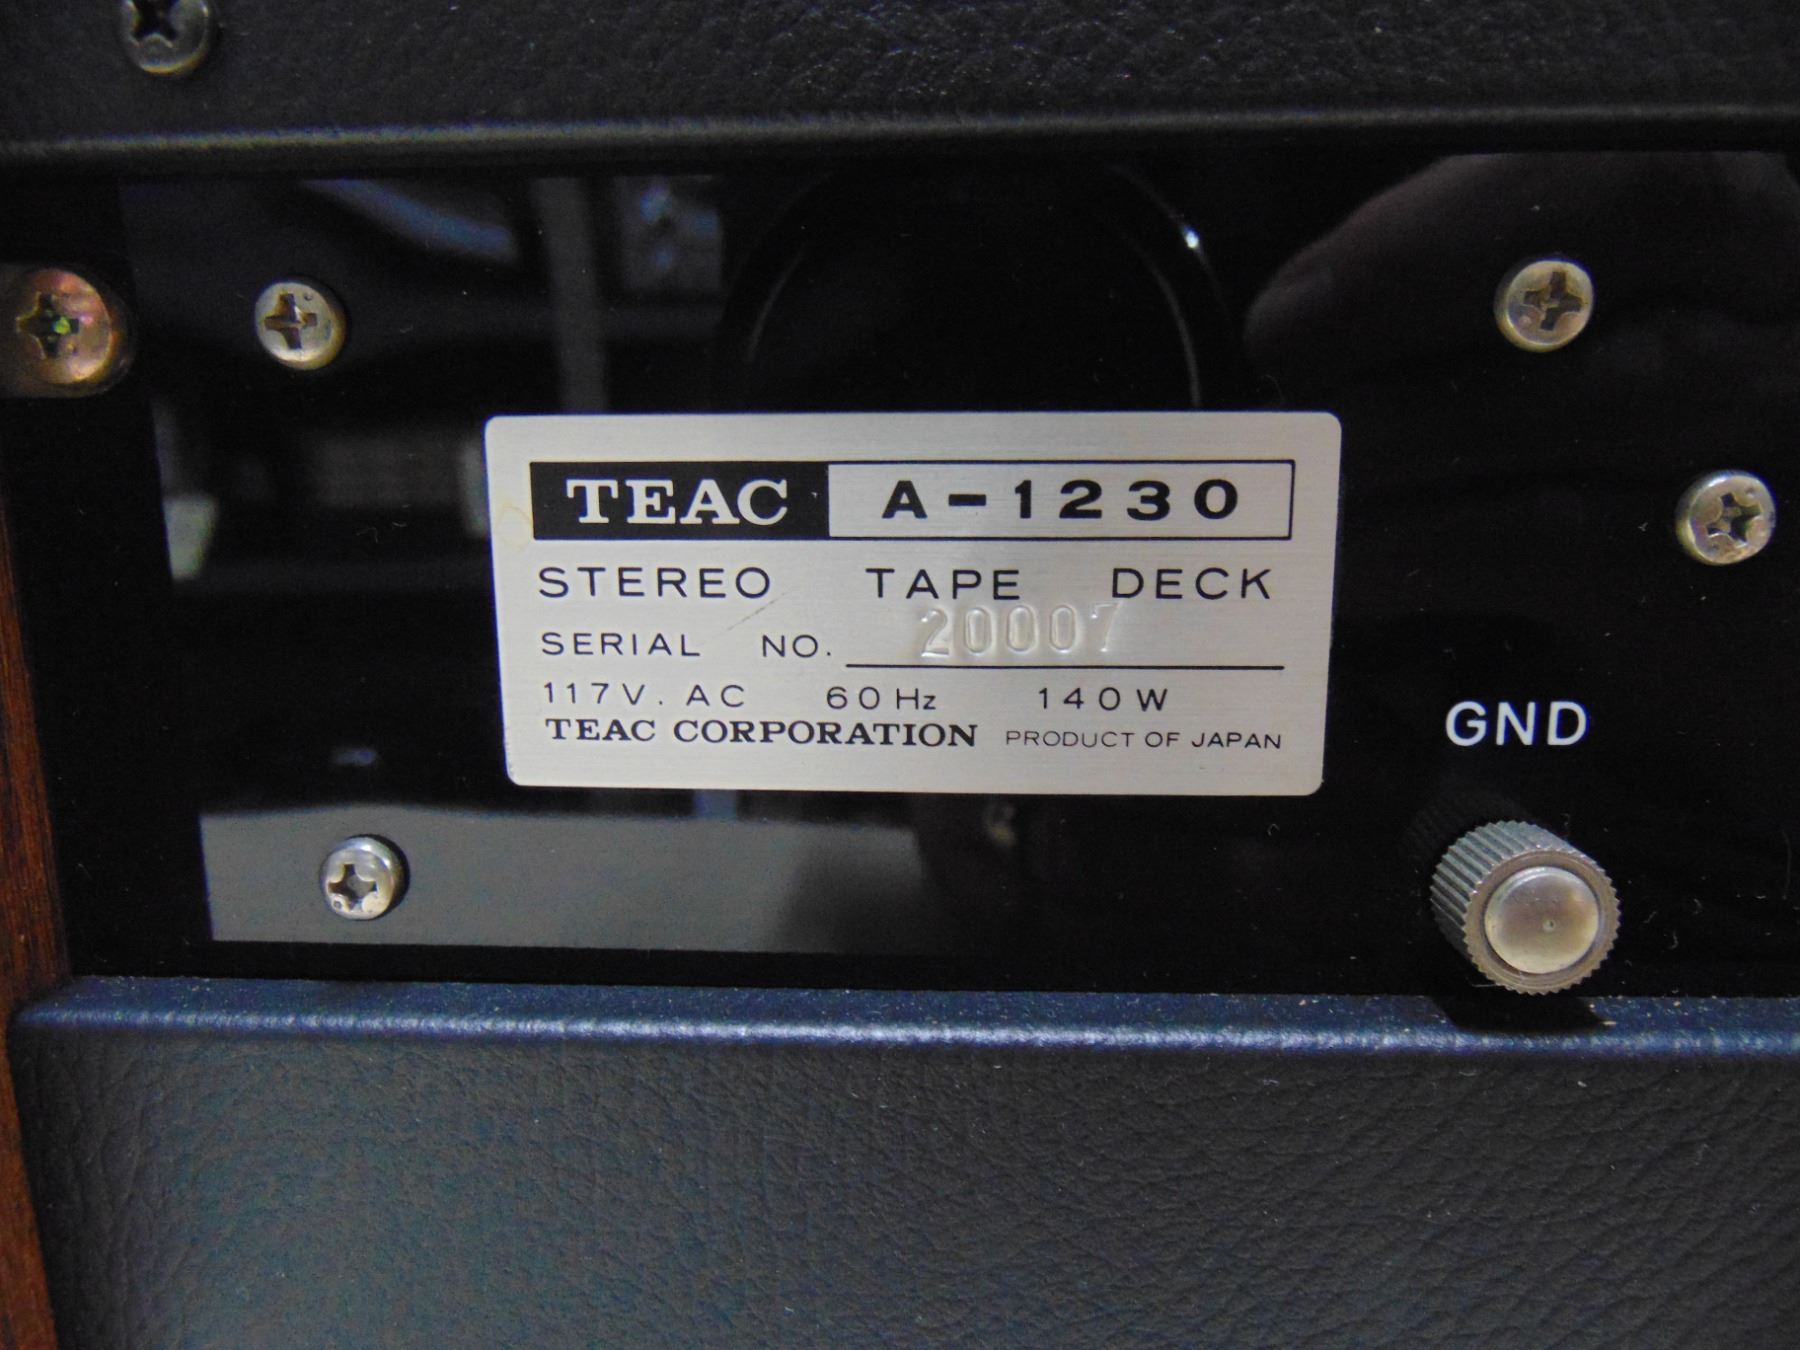 TEAC A-1230
STEREO TAPE DECK
SERIAL NO. 20007
117V. AC 60Hz 140W
TEAC CORPORATION PRODUCT OF JAPAN
GND